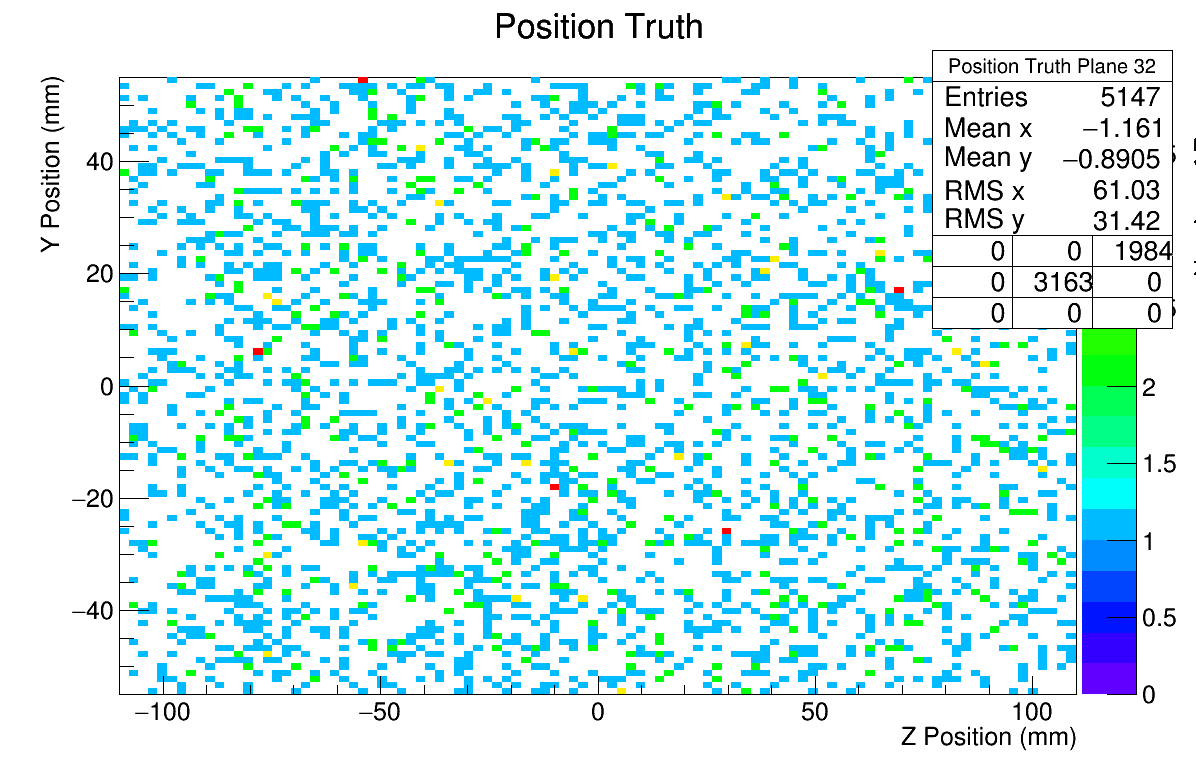 Position Truth
Position Truth Plane 32
Entries 5147
Mean x −1.161
Mean y −0.8905
RMS x 61.03
RMS y 31.42
0 0 1984
0 3163 0
0 0 0
Y Position (mm)
40
20
0
−20
−40
2
1.5
1
0.5
0
−100 −50 0 50 100
Z Position (mm)